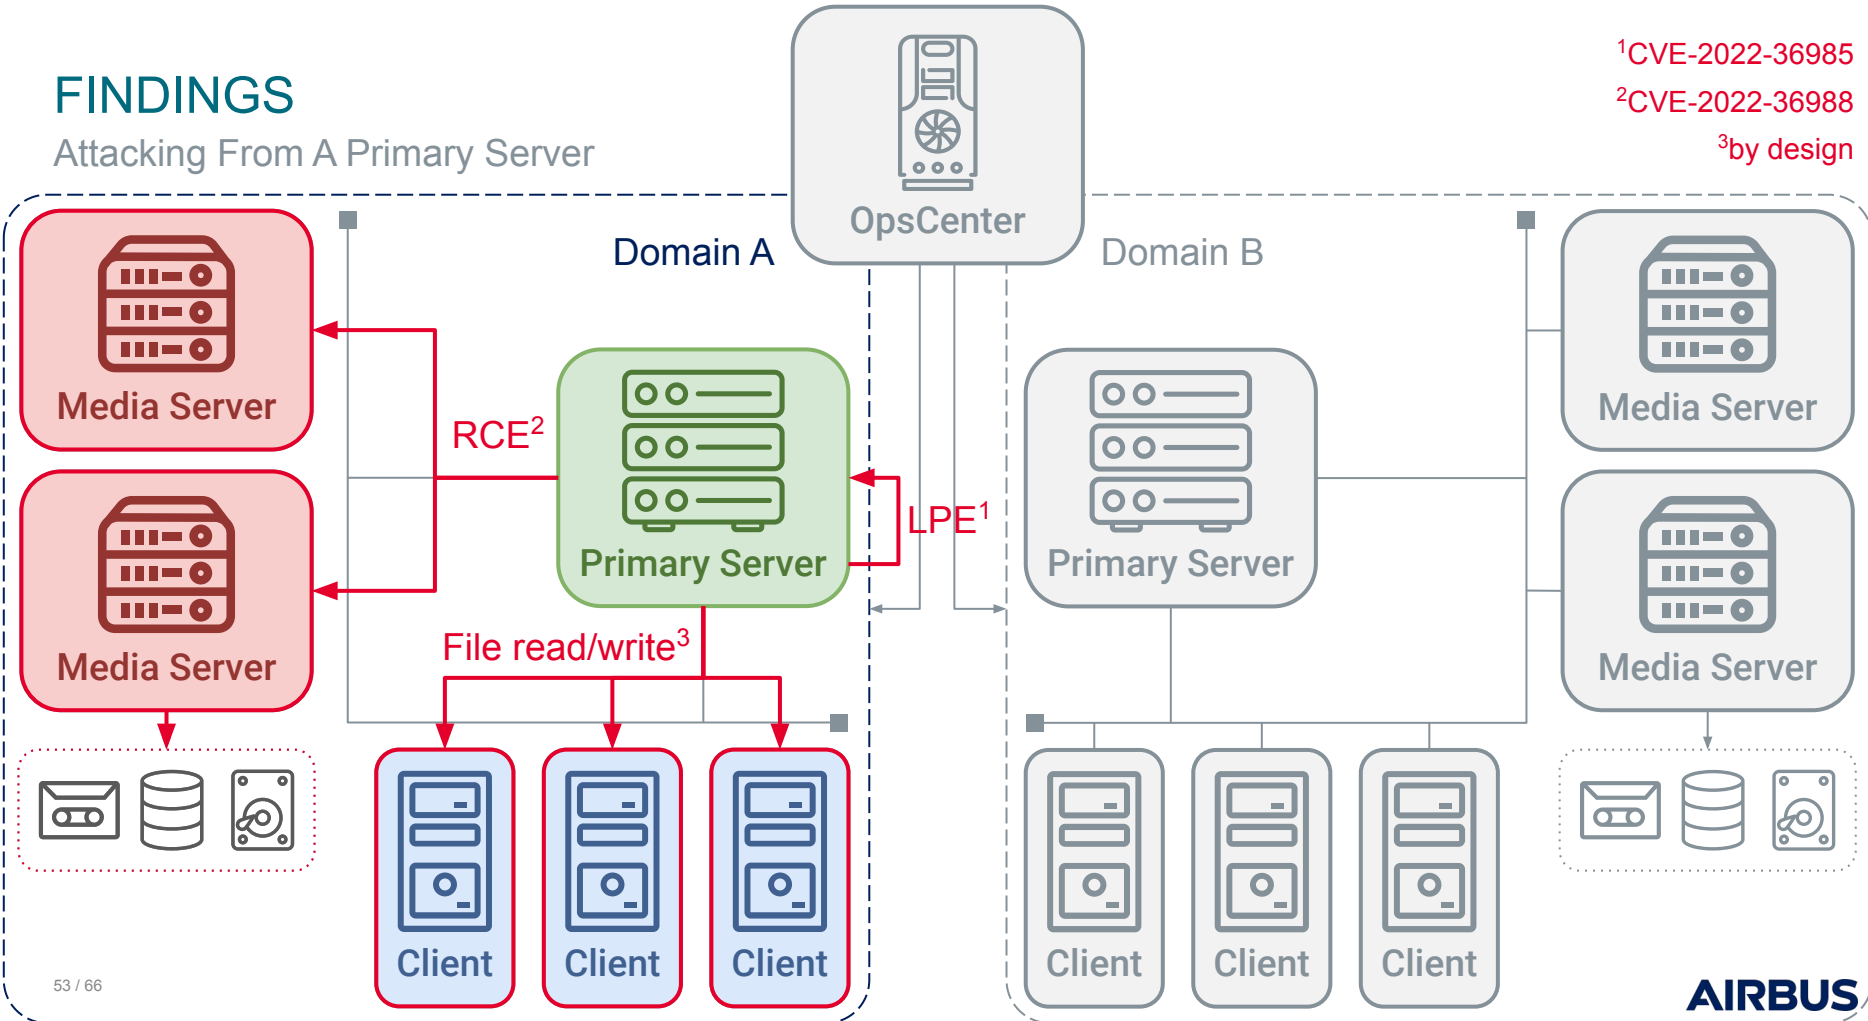 FINDINGS
Attacking From A Primary Server
¹CVE-2022-36985
²CVE-2022-36988
³by design
OpsCenter
Domain A
Domain B
Media Server
Media Server
RCE²
Primary Server
LPE¹
File read/write³
Client
Client
Client
Primary Server
Media Server
Media Server
Client
Client
Client
53 / 66
AIRBUS